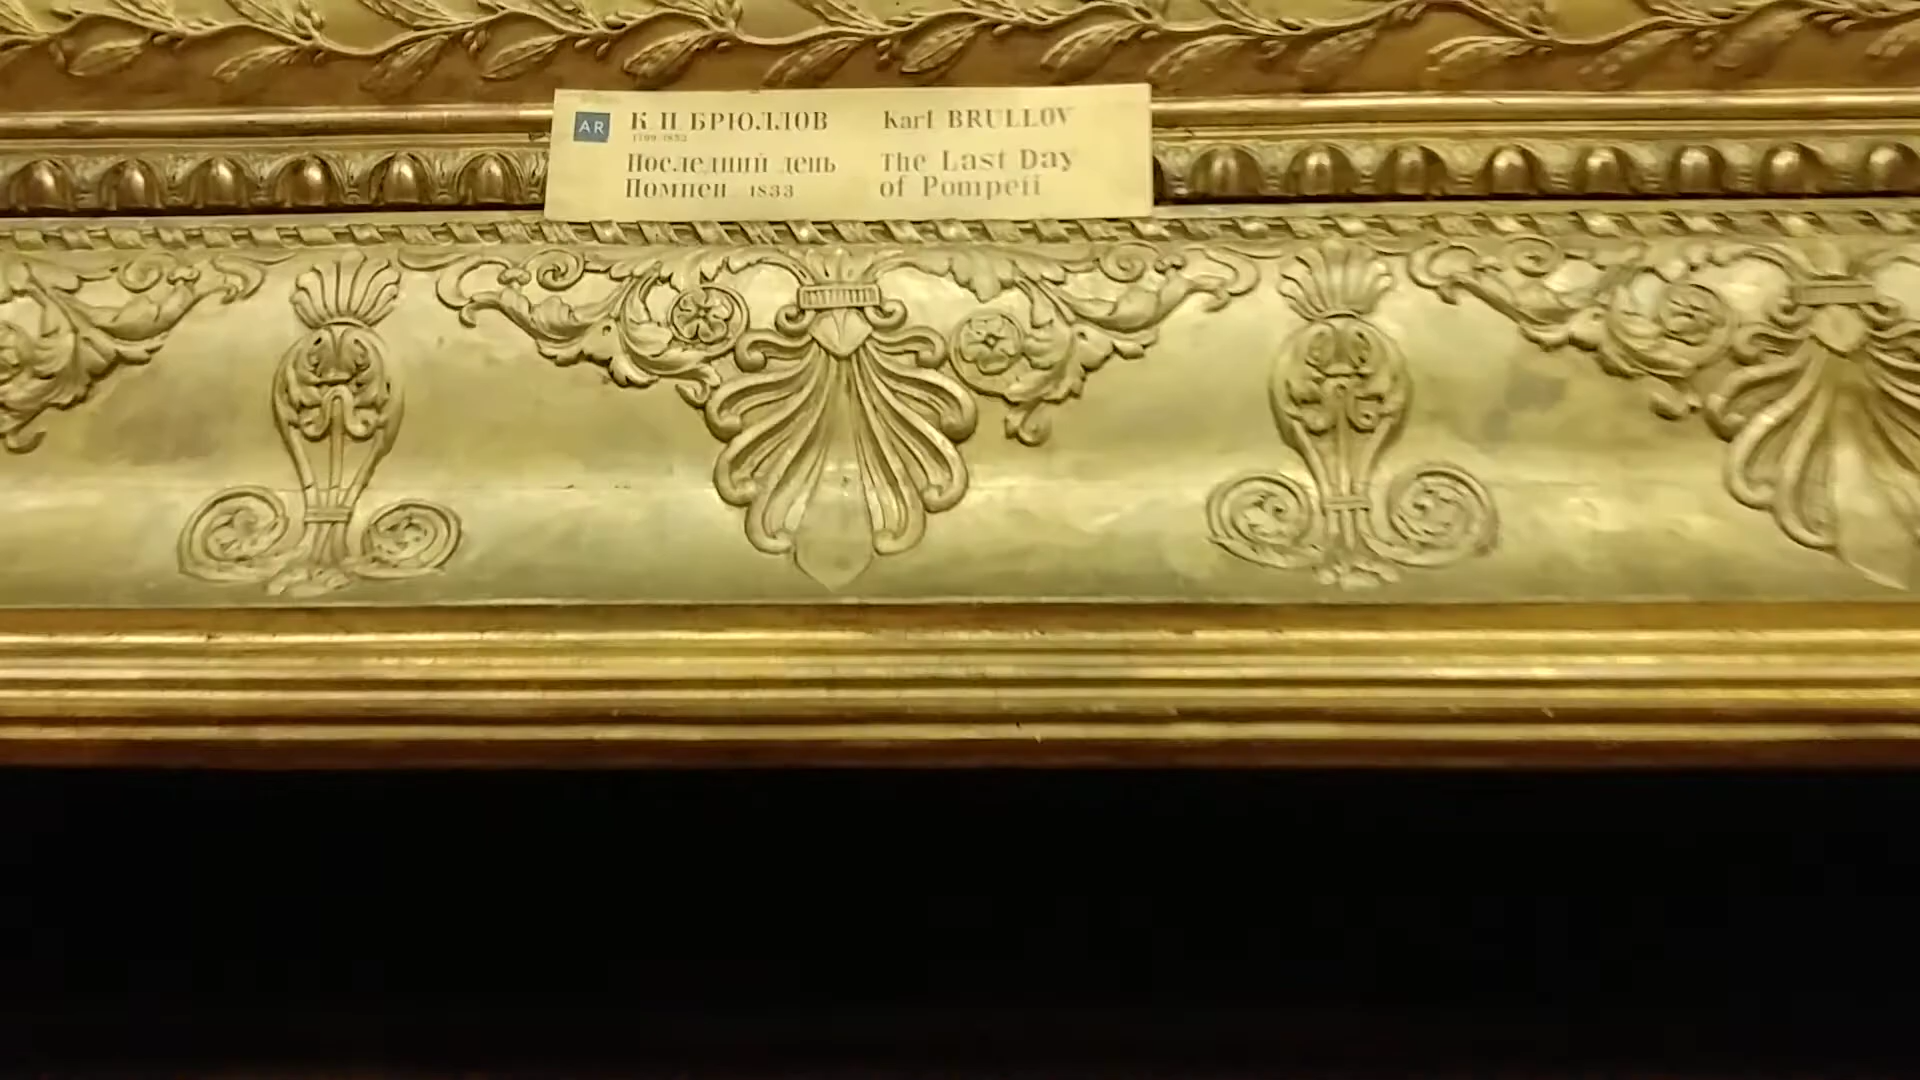 AR
К. П. БРЮЛЛОВ
1799-1852
Последний день
Помпеи 1833
Karl BRULLOV
The Last Day
of Pompeii